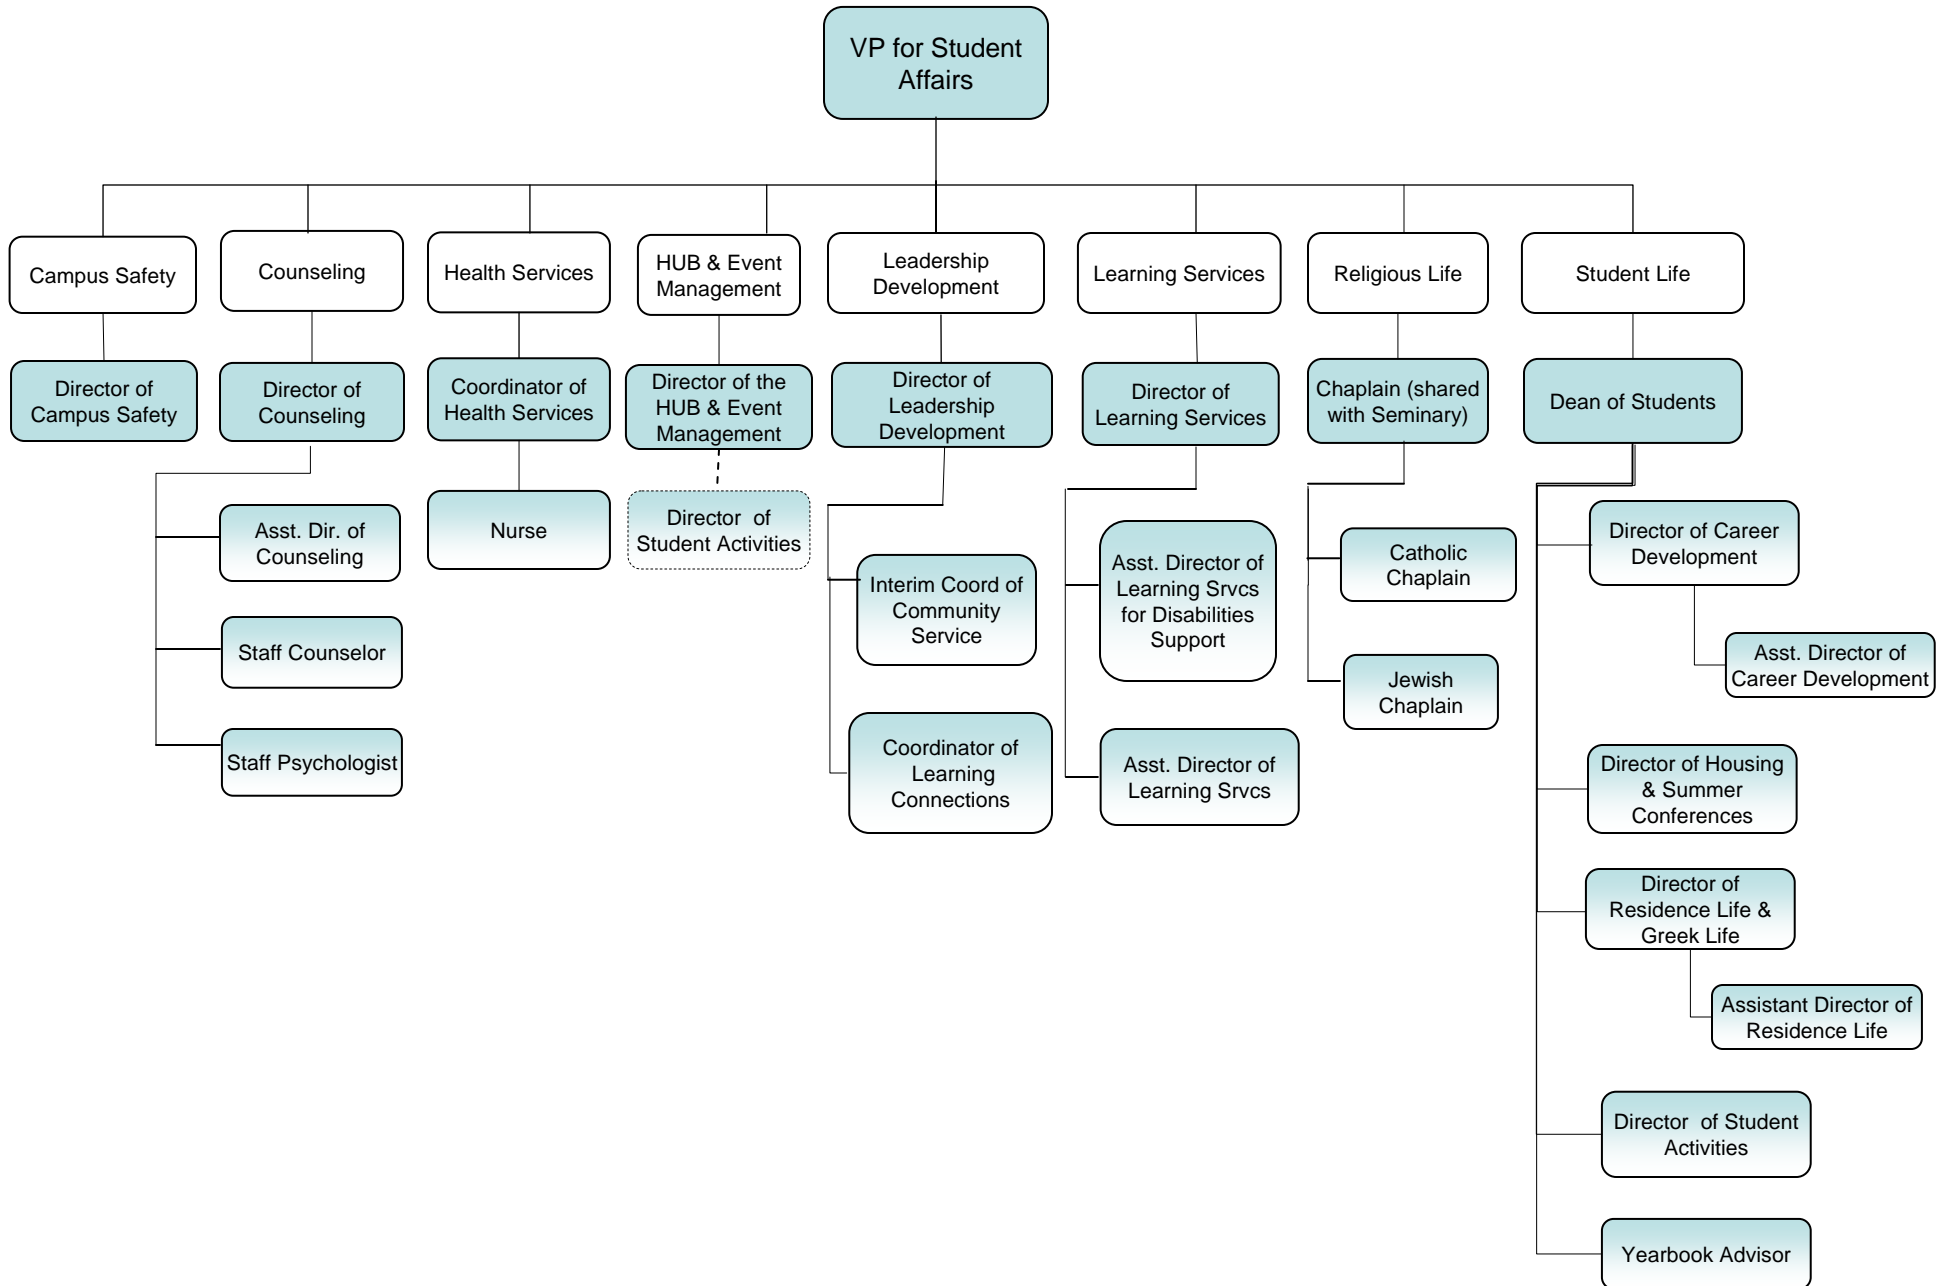 VP for Student
Affairs
Campus Safety
Counseling
Health Services
HUB & Event
Management
Leadership
Development
Learning Services
Religious Life
Student Life
Director of
Campus Safety
Director of
Counseling
Coordinator of
Health Services
Director of the
HUB & Event
Management
Director of
Leadership
Development
Director of
Learning Services
Chaplain (shared
with Seminary)
Dean of Students
Asst. Dir. of
Counseling
Staff Counselor
Staff Psychologist
Nurse
Director of
Student Activities
Interim Coord of
Community
Service
Coordinator of
Learning
Connections
Asst. Director of
Learning Srvcs
for Disabilities
Support
Asst. Director of
Learning Srvcs
Catholic
Chaplain
Jewish
Chaplain
Director of Career
Development
Asst. Director of
Career Development
Director of Housing
& Summer
Conferences
Director of
Residence Life &
Greek Life
Assistant Director of
Residence Life
Director of Student
Activities
Yearbook Advisor